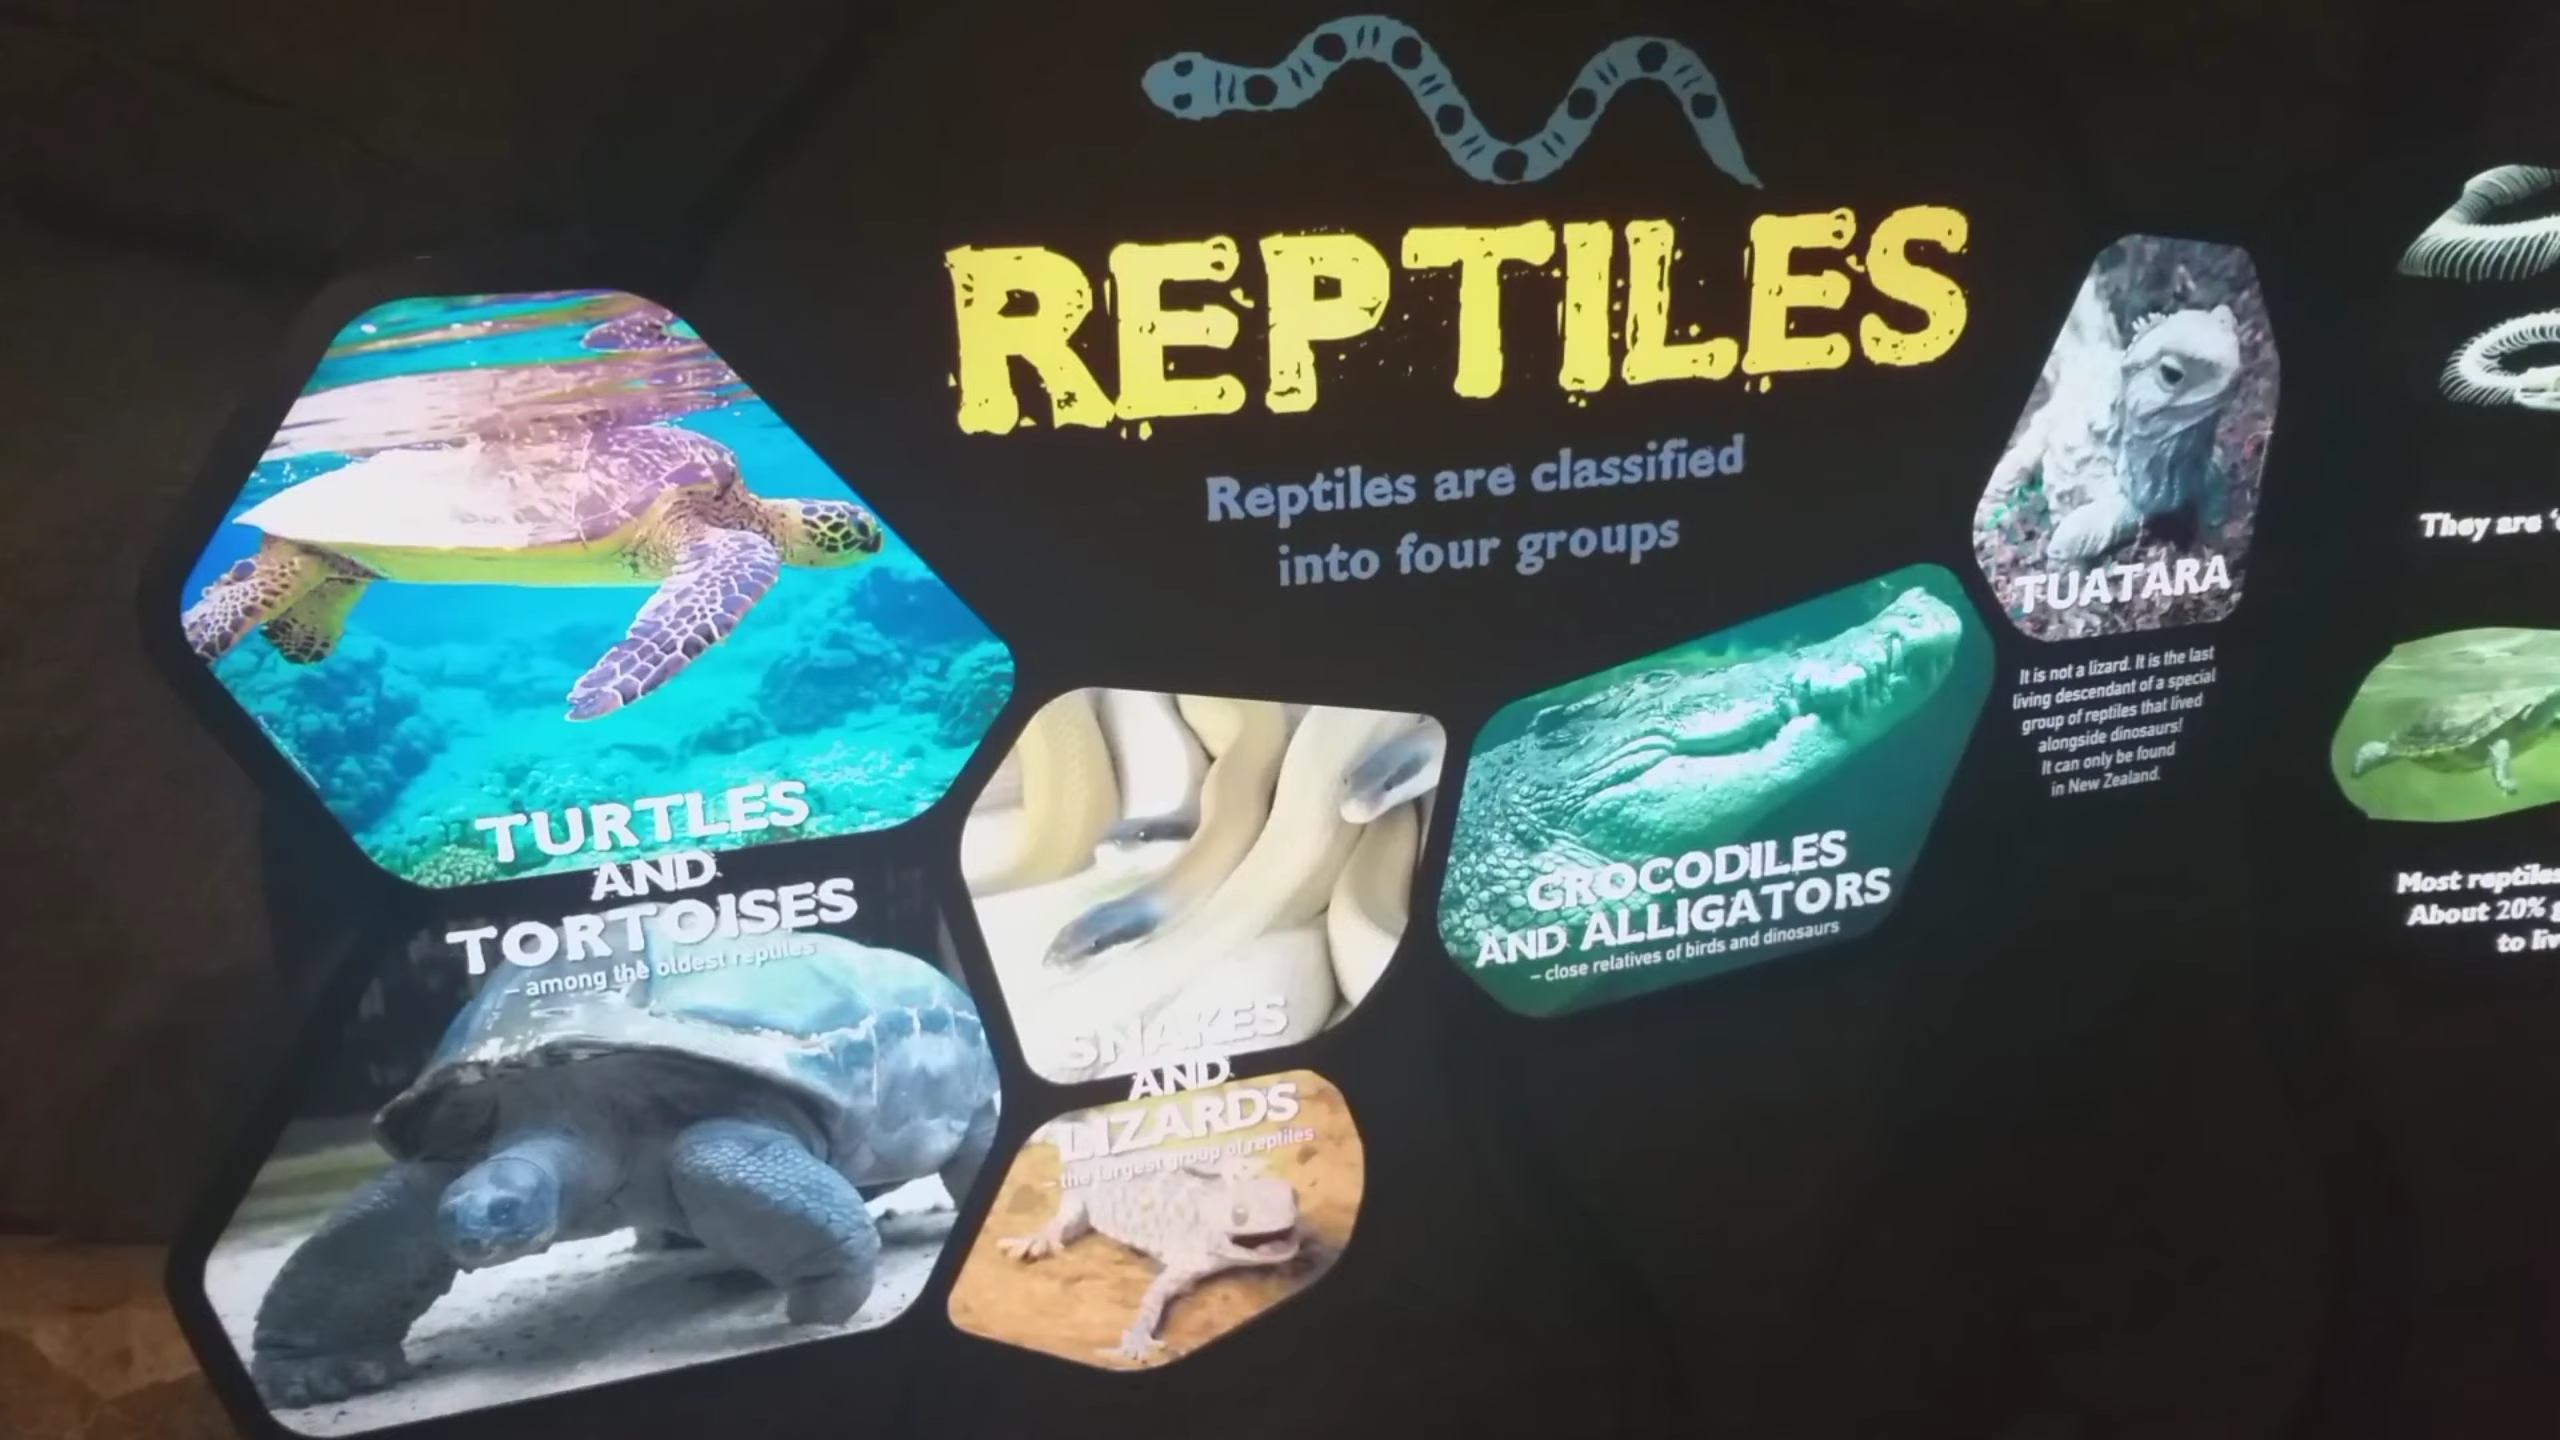 REPTILES
Reptiles are classified
into four groups
TURTLES
AND
TORTOISES
– among the oldest reptiles
SNAKES
AND
LIZARDS
– the largest group of reptiles
CROCODILES
AND ALLIGATORS
– close relatives of birds and dinosaurs
TUATARA
It is not a lizard. It is the last
living descendant of a special
group of reptiles that lived
alongside dinosaurs!
It can only be found
in New Zealand.
They are
Most reptiles
About 20%
to